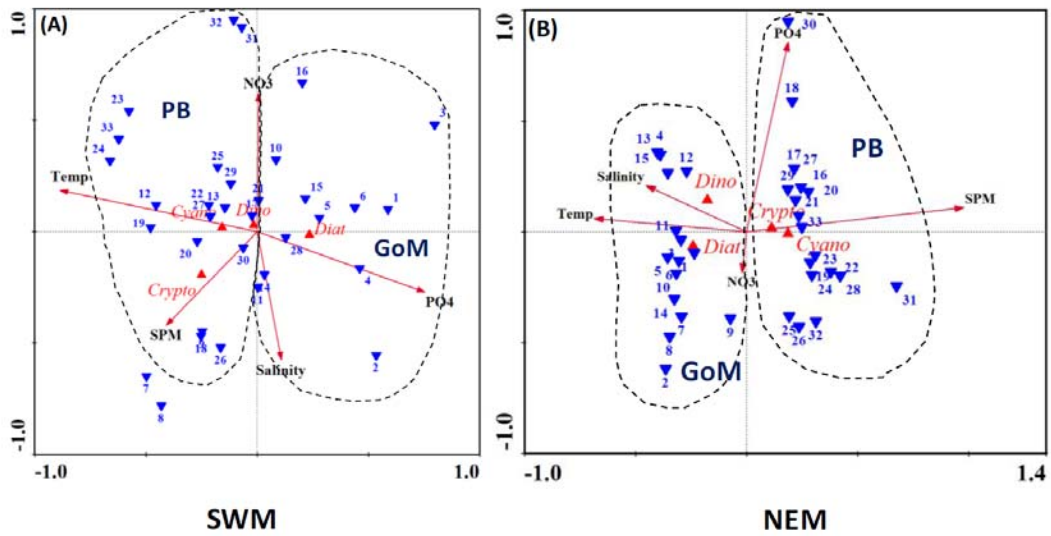 (A)
1.0
32
31
PB
16
NO3
23
3
33
24
25
10
29
Temp
12
22
13
21
15
6
1
27
5
Cyano
Dino
19
Diat
GoM
20
30
28
Crypto
14
4
11
PO4
SPM
18
26
Salinity
2
7
8
-1.0
-1.0
1.0
SWM
(B)
1.0
30
PO4
18
13
4
15
12
17
27
PB
Salinity
Dino
29
16
20
21
SPM
Temp
Crypto
33
11
Diat
Cyano
3
23
5
1
NO3
22
6
19
10
24
28
31
14
7
9
25
32
26
8
GoM
2
-1.0
-1.0
1.4
NEM